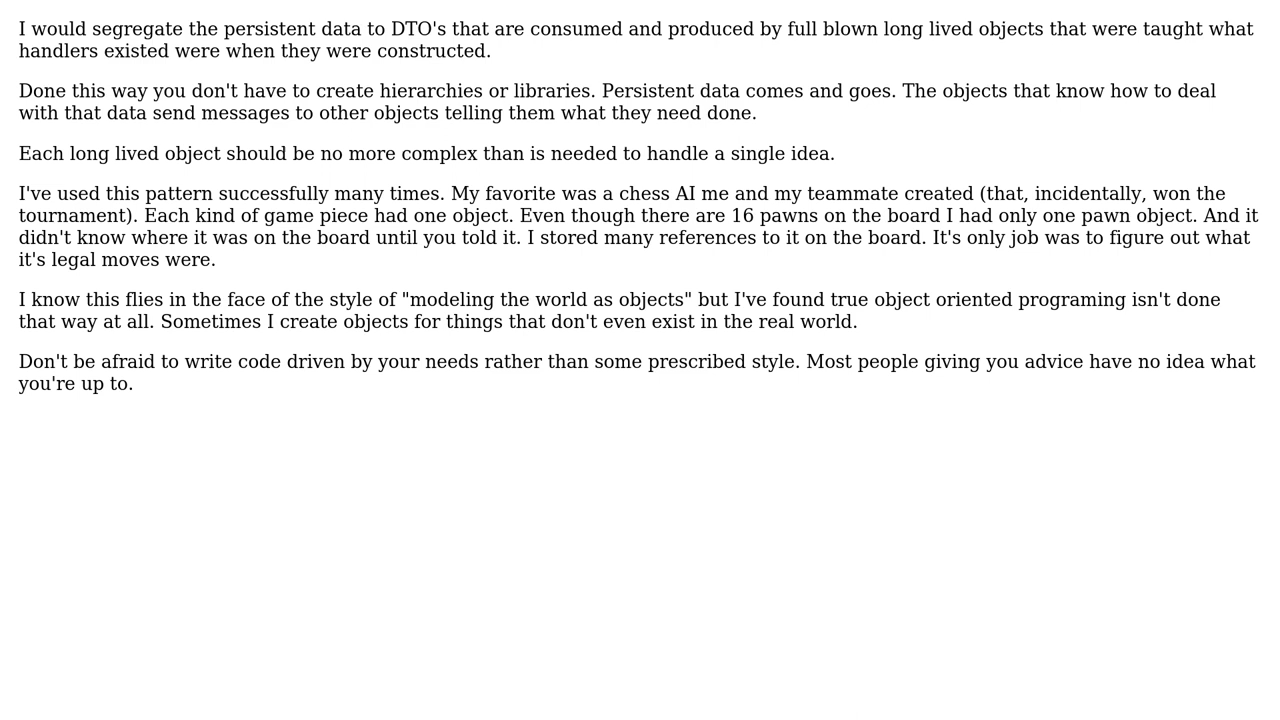 I would segregate the persistent data to DTO's that are consumed and produced by full blown long lived objects that were taught what
handlers existed were when they were constructed.
Done this way you don't have to create hierarchies or libraries. Persistent data comes and goes. The objects that know how to deal
with that data send messages to other objects telling them what they need done.
Each long lived object should be no more complex than is needed to handle a single idea.
I've used this pattern successfully many times. My favorite was a chess AI me and my teammate created (that, incidentally, won the
tournament). Each kind of game piece had one object. Even though there are 16 pawns on the board I had only one pawn object. And it
didn't know where it was on the board until you told it. I stored many references to it on the board. It's only job was to figure out what
it's legal moves were.
I know this flies in the face of the style of "modeling the world as objects" but I've found true object oriented programing isn't done
that way at all. Sometimes I create objects for things that don't even exist in the real world.
Don't be afraid to write code driven by your needs rather than some prescribed style. Most people giving you advice have no idea what
you're up to.